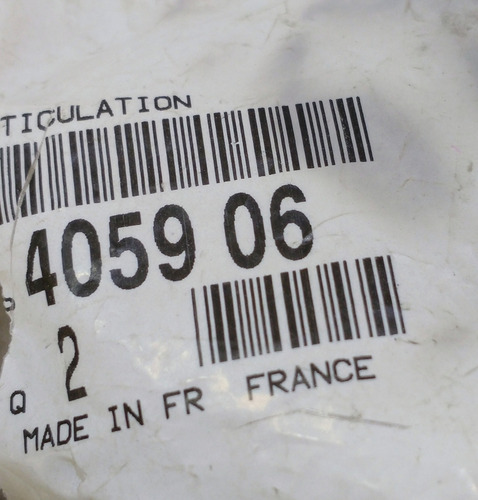 TICULATION
4059 06
Q 2
MADE IN FR FRANCE